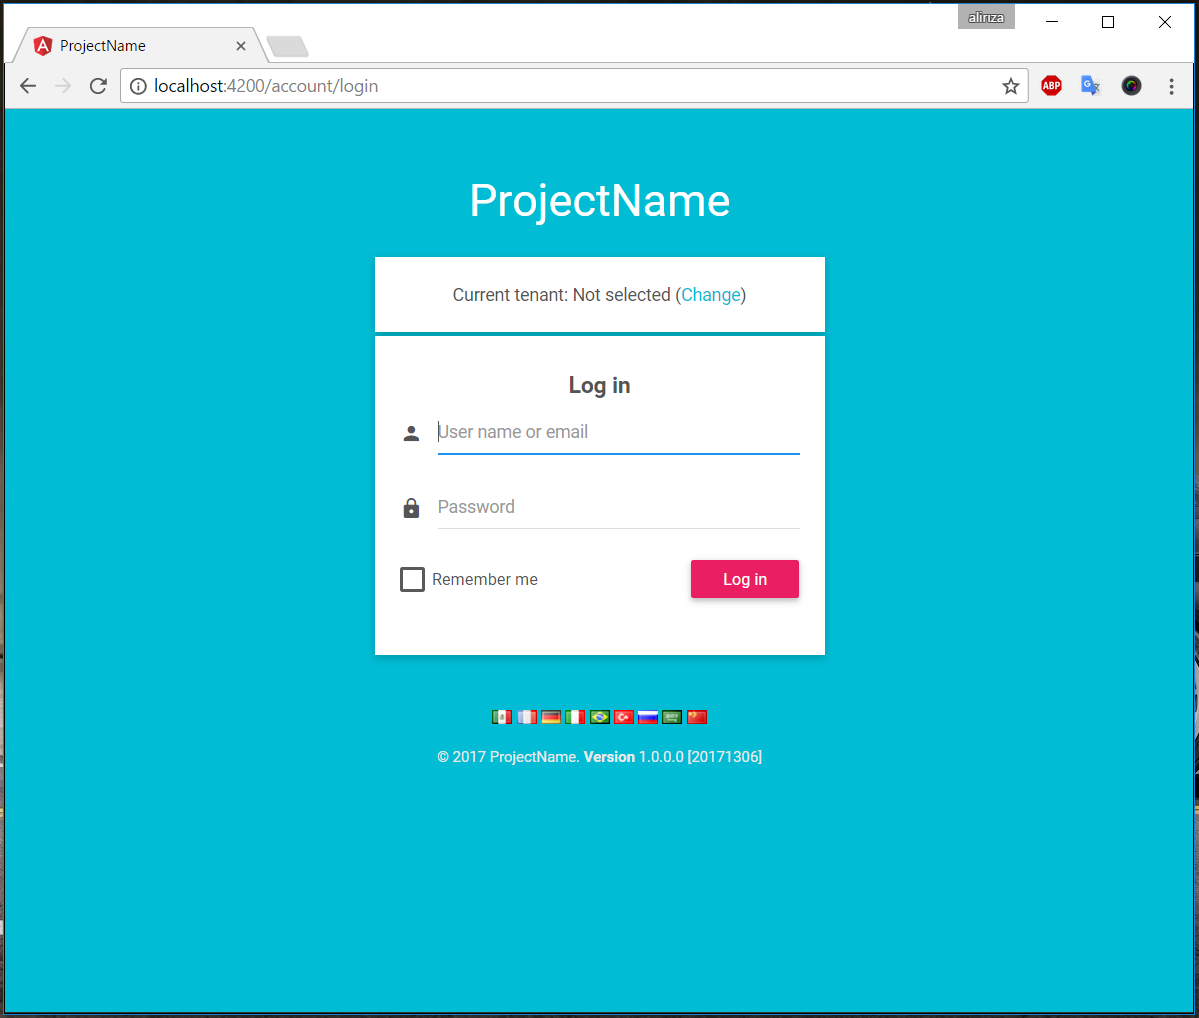 aliriza
ProjectName
localhost:4200/account/login
ABP
G
ProjectName
Current tenant: Not selected (Change)
Log in
User name or email
Password
Remember me
Log in
© 2017 ProjectName. Version 1.0.0.0 [20171306]